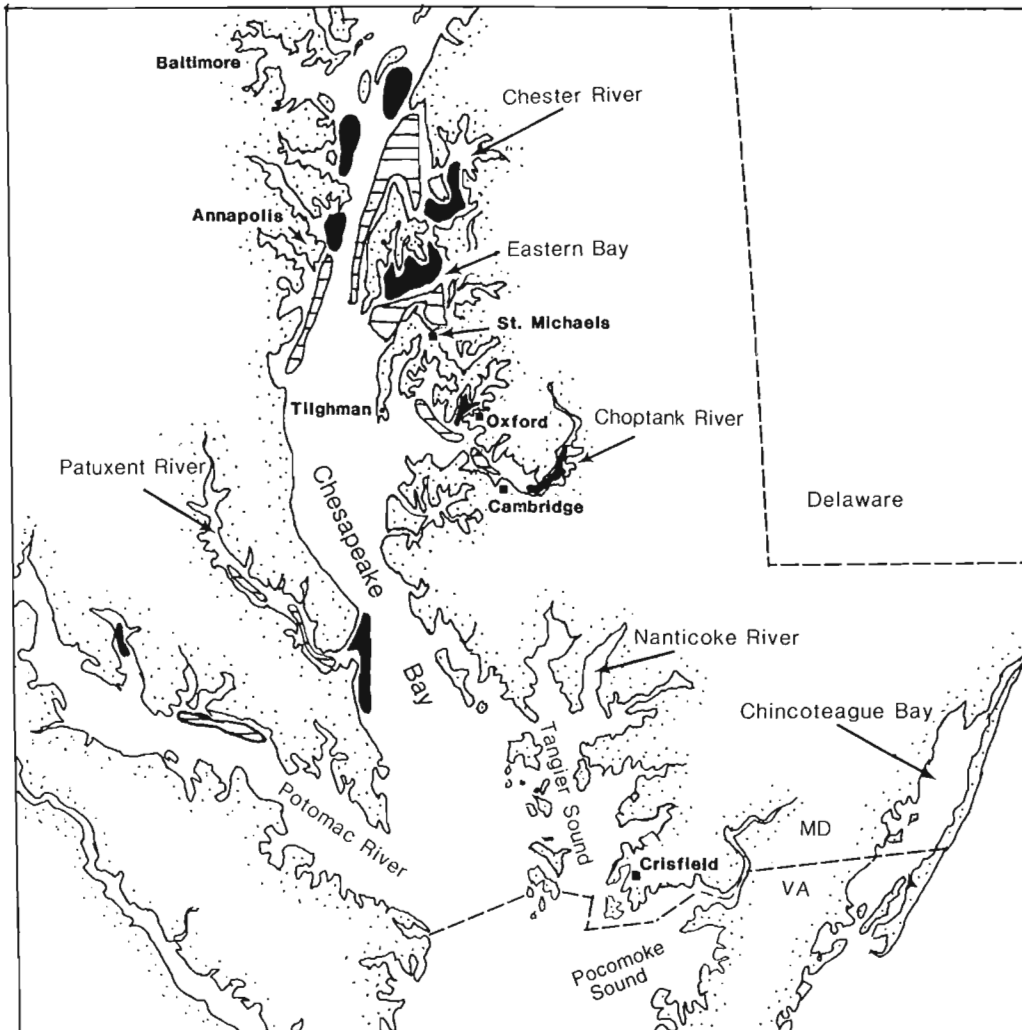 Baltimore
Chester River
Annapolis
Eastern Bay
St. Michaels
Tilghman
Oxford
Choptank River
Patuxent River
Chesapeake
Bay
Cambridge
Delaware
Nanticoke River
Chincoteague Bay
Tangier Sound
Potomac River
MD
Crisfield
VA
Pocomoke
Sound